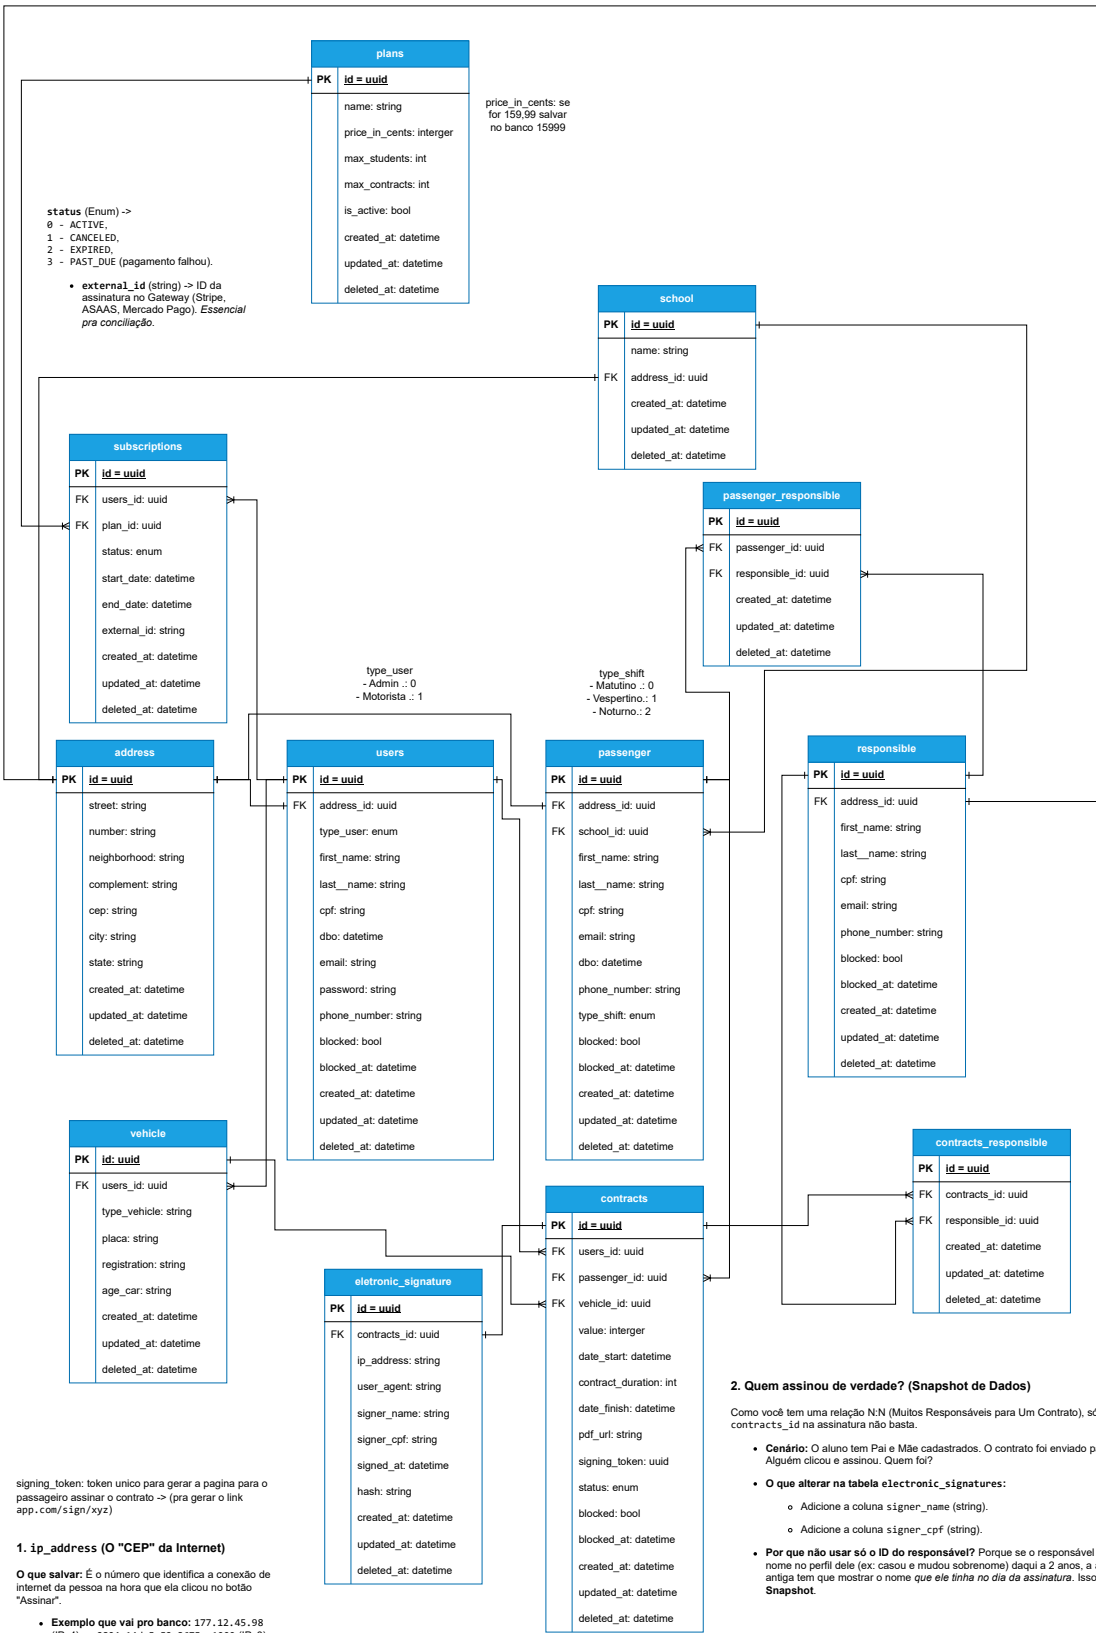 plans
PK id = uuid
name: string
price_in_cents: interger
max_students: int
max_contracts: int
is_active: bool
created_at: datetime
updated_at: datetime
deleted_at: datetime
price_in_cents: se
for 159,99 salvar
no banco 15999
status (Enum) ->
0 - ACTIVE,
1 - CANCELED,
2 - EXPIRED,
3 - PAST_DUE (pagamento falhou).
• external_id (string) -> ID da
assinatura no Gateway (Stripe,
ASAAS, Mercado Pago). Essencial
pra conciliação.
school
PK id = uuid
name: string
FK address_id: uuid
created_at: datetime
updated_at: datetime
deleted_at: datetime
subscriptions
PK id = uuid
FK users_id: uuid
FK plan_id: uuid
status: enum
start_date: datetime
end_date: datetime
external_id: string
created_at: datetime
updated_at: datetime
deleted_at: datetime
passenger_responsible
PK id = uuid
FK passenger_id: uuid
FK responsible_id: uuid
created_at: datetime
updated_at: datetime
deleted_at: datetime
type_user
- Admin .: 0
- Motorista .: 1
type_shift
- Matutino .: 0
- Vespertino.: 1
- Noturno.: 2
address
PK id = uuid
street: string
number: string
neighborhood: string
complement: string
cep: string
city: string
state: string
created_at: datetime
updated_at: datetime
deleted_at: datetime
users
PK id = uuid
FK address_id: uuid
type_user: enum
first_name: string
last__name: string
cpf: string
dbo: datetime
email: string
password: string
phone_number: string
blocked: bool
blocked_at: datetime
created_at: datetime
updated_at: datetime
deleted_at: datetime
passenger
PK id = uuid
FK address_id: uuid
FK school_id: uuid
first_name: string
last__name: string
cpf: string
email: string
dbo: datetime
phone_number: string
type_shift: enum
blocked: bool
blocked_at: datetime
created_at: datetime
updated_at: datetime
deleted_at: datetime
responsible
PK id = uuid
FK address_id: uuid
first_name: string
last__name: string
cpf: string
email: string
phone_number: string
blocked: bool
blocked_at: datetime
created_at: datetime
updated_at: datetime
deleted_at: datetime
vehicle
PK id: uuid
FK users_id: uuid
type_vehicle: string
placa: string
registration: string
age_car: string
created_at: datetime
updated_at: datetime
deleted_at: datetime
contracts_responsible
PK id = uuid
FK contracts_id: uuid
FK responsible_id: uuid
created_at: datetime
updated_at: datetime
deleted_at: datetime
contracts
PK id = uuid
FK users_id: uuid
FK passenger_id: uuid
FK vehicle_id: uuid
value: interger
date_start: datetime
contract_duration: int
date_finish: datetime
pdf_url: string
signing_token: uuid
status: enum
blocked: bool
blocked_at: datetime
created_at: datetime
updated_at: datetime
deleted_at: datetime
eletronic_signature
PK id = uuid
FK contracts_id: uuid
ip_address: string
user_agent: string
signer_name: string
signer_cpf: string
signed_at: datetime
hash: string
created_at: datetime
updated_at: datetime
deleted_at: datetime
signing_token: token unico para gerar a pagina para o
passageiro assinar o contrato -> (pra gerar o link
app.com/sign/xyz)
1. ip_address (O "CEP" da Internet)
O que salvar: É o número que identifica a conexão de
internet da pessoa na hora que ela clicou no botão
"Assinar".
• Exemplo que vai pro banco: 177.12.45.98
2. Quem assinou de verdade? (Snapshot de Dados)
Como você tem uma relação N:N (Muitos Responsáveis para Um Contrato), só
contracts_id na assinatura não basta.
• Cenário: O aluno tem Pai e Mãe cadastrados. O contrato foi enviado
Alguém clicou e assinou. Quem foi?
• O que alterar na tabela electronic_signatures:
Adicione a coluna signer_name (string).
Adicione a coluna signer_cpf (string).
• Por que não usar só o ID do responsável? Porque se o responsável
nome no perfil dele (ex: casou e mudou sobrenome) daqui a 2 anos, a
antiga tem que mostrar o nome que ele tinha no dia da assinatura. Isso
Snapshot.